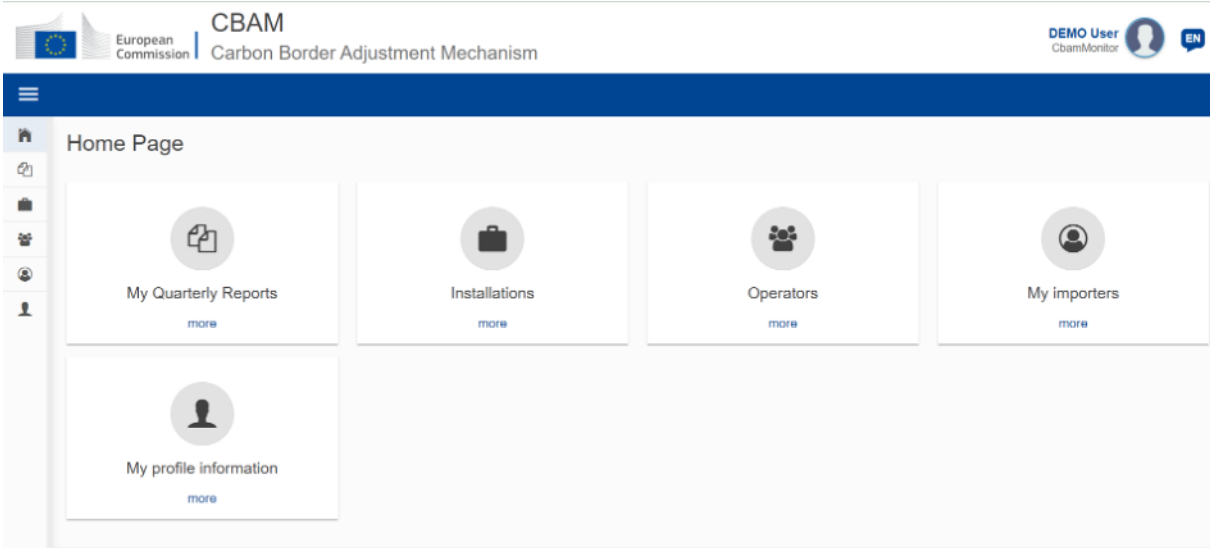 European
Commission
CBAM
Carbon Border Adjustment Mechanism
DEMO User
CbamMonitor
EN
Home Page
My Quarterly Reports
more
Installations
more
Operators
more
My importers
more
My profile information
more